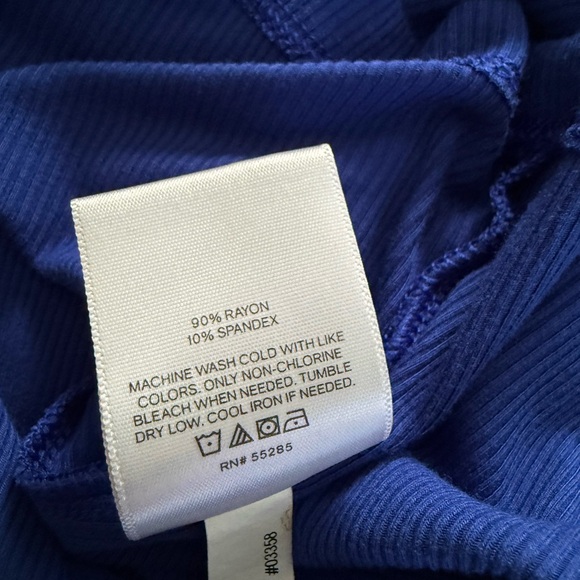 90% RAYON
10% SPANDEX
MACHINE WASH COLD WITH LIKE
COLORS. ONLY NON-CHLORINE
BLEACH WHEN NEEDED. TUMBLE
DRY LOW. COOL IRON IF NEEDED.
RN# 55285
#03358